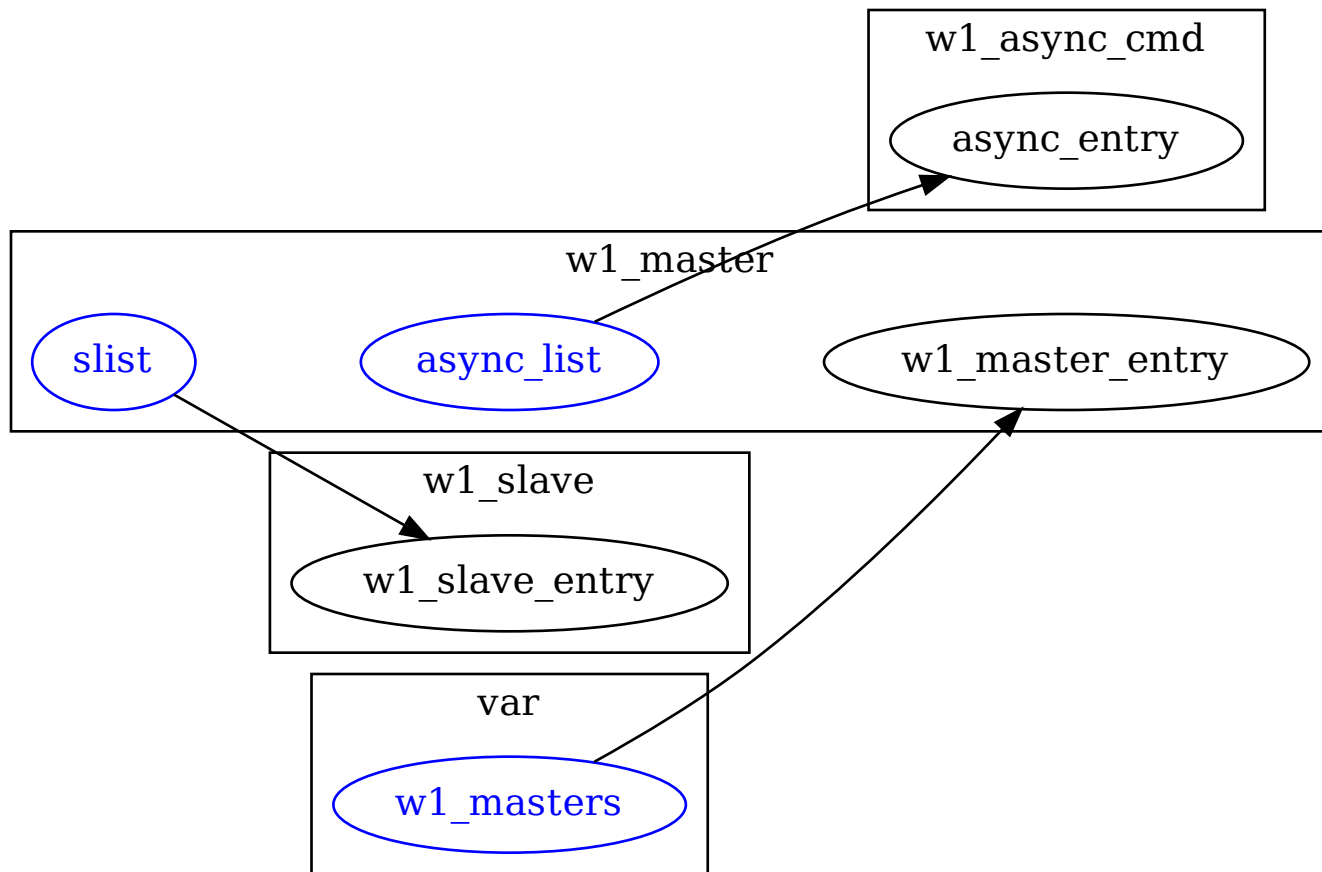 w1_async_cmd
async_entry
w1_master
slist
async_list
w1_master_entry
w1_slave
w1_slave_entry
var
w1_masters